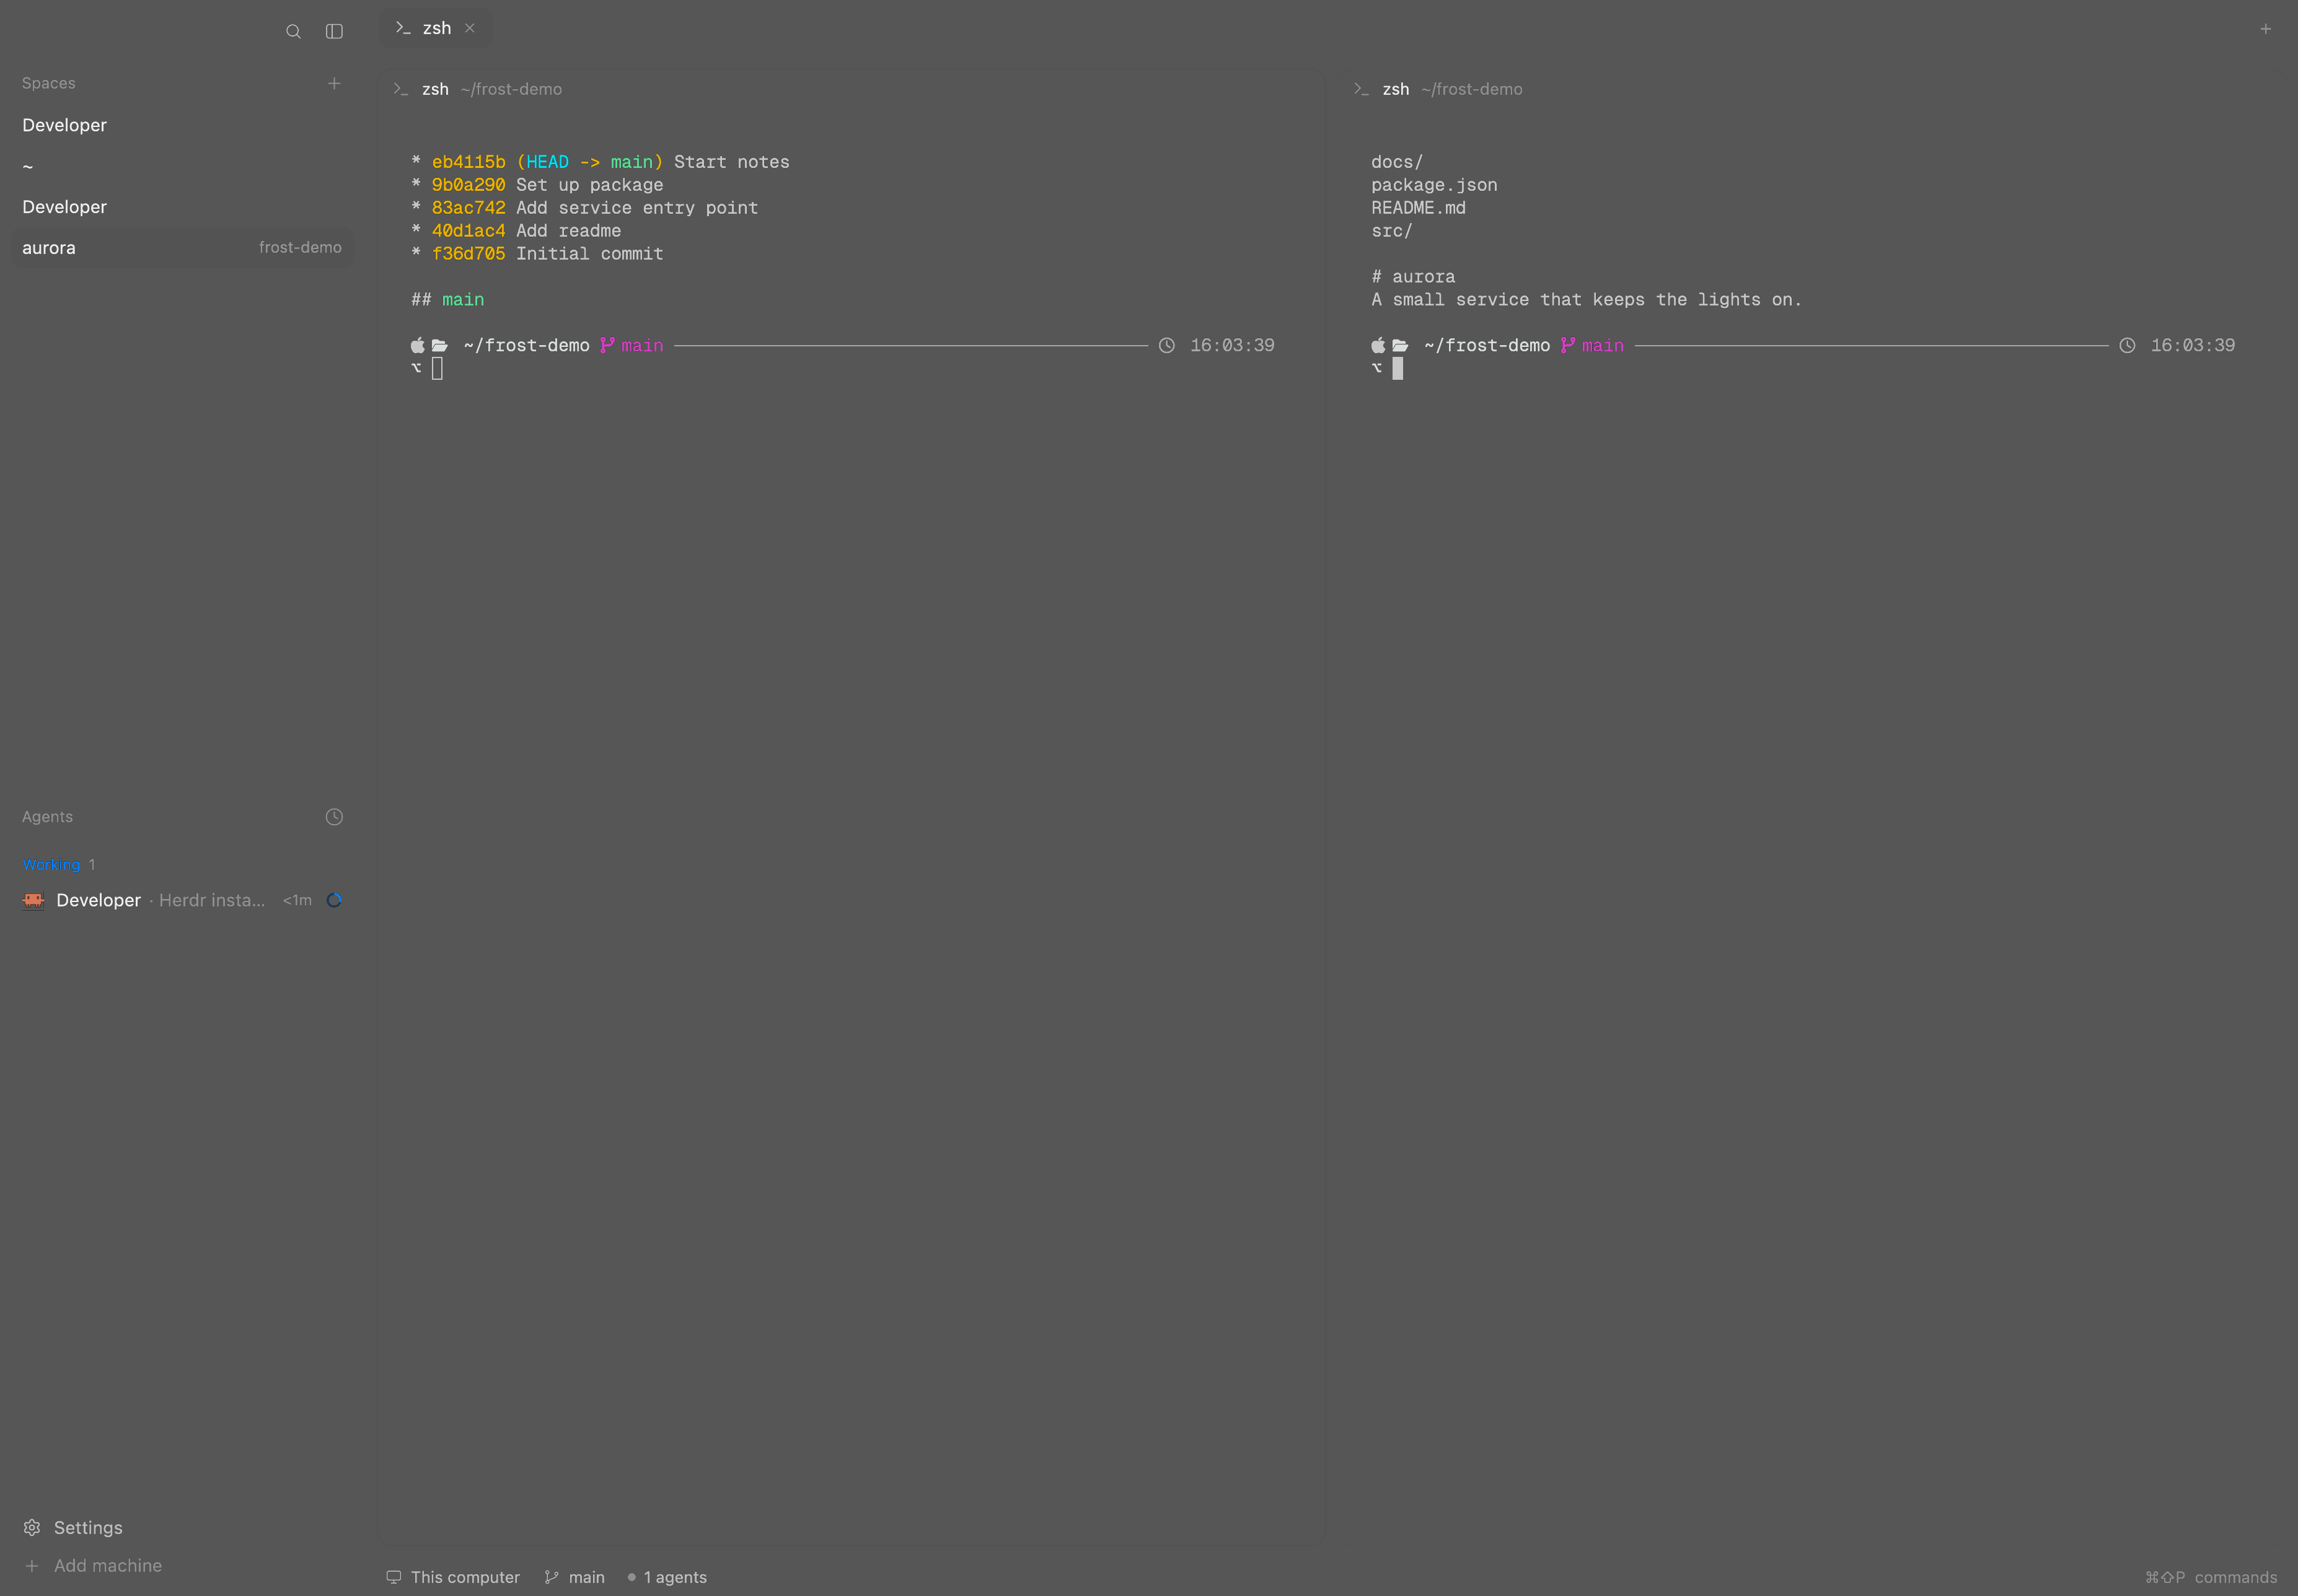 zsh
Spaces
Developer
~
Developer
aurora frost-demo
Agents
Working 1
Developer · Herdr insta... <1m
Settings
Add machine
zsh ~/frost-demo
* eb4115b (HEAD -> main) Start notes
* 9b0a290 Set up package
* 83ac742 Add service entry point
* 40d1ac4 Add readme
* f36d705 Initial commit
## main
~/frost-demo main 16:03:39
⌥
zsh ~/frost-demo
docs/
package.json
README.md
src/
# aurora
A small service that keeps the lights on.
~/frost-demo main 16:03:39
⌥
This computer main 1 agents
⌘⇧P commands